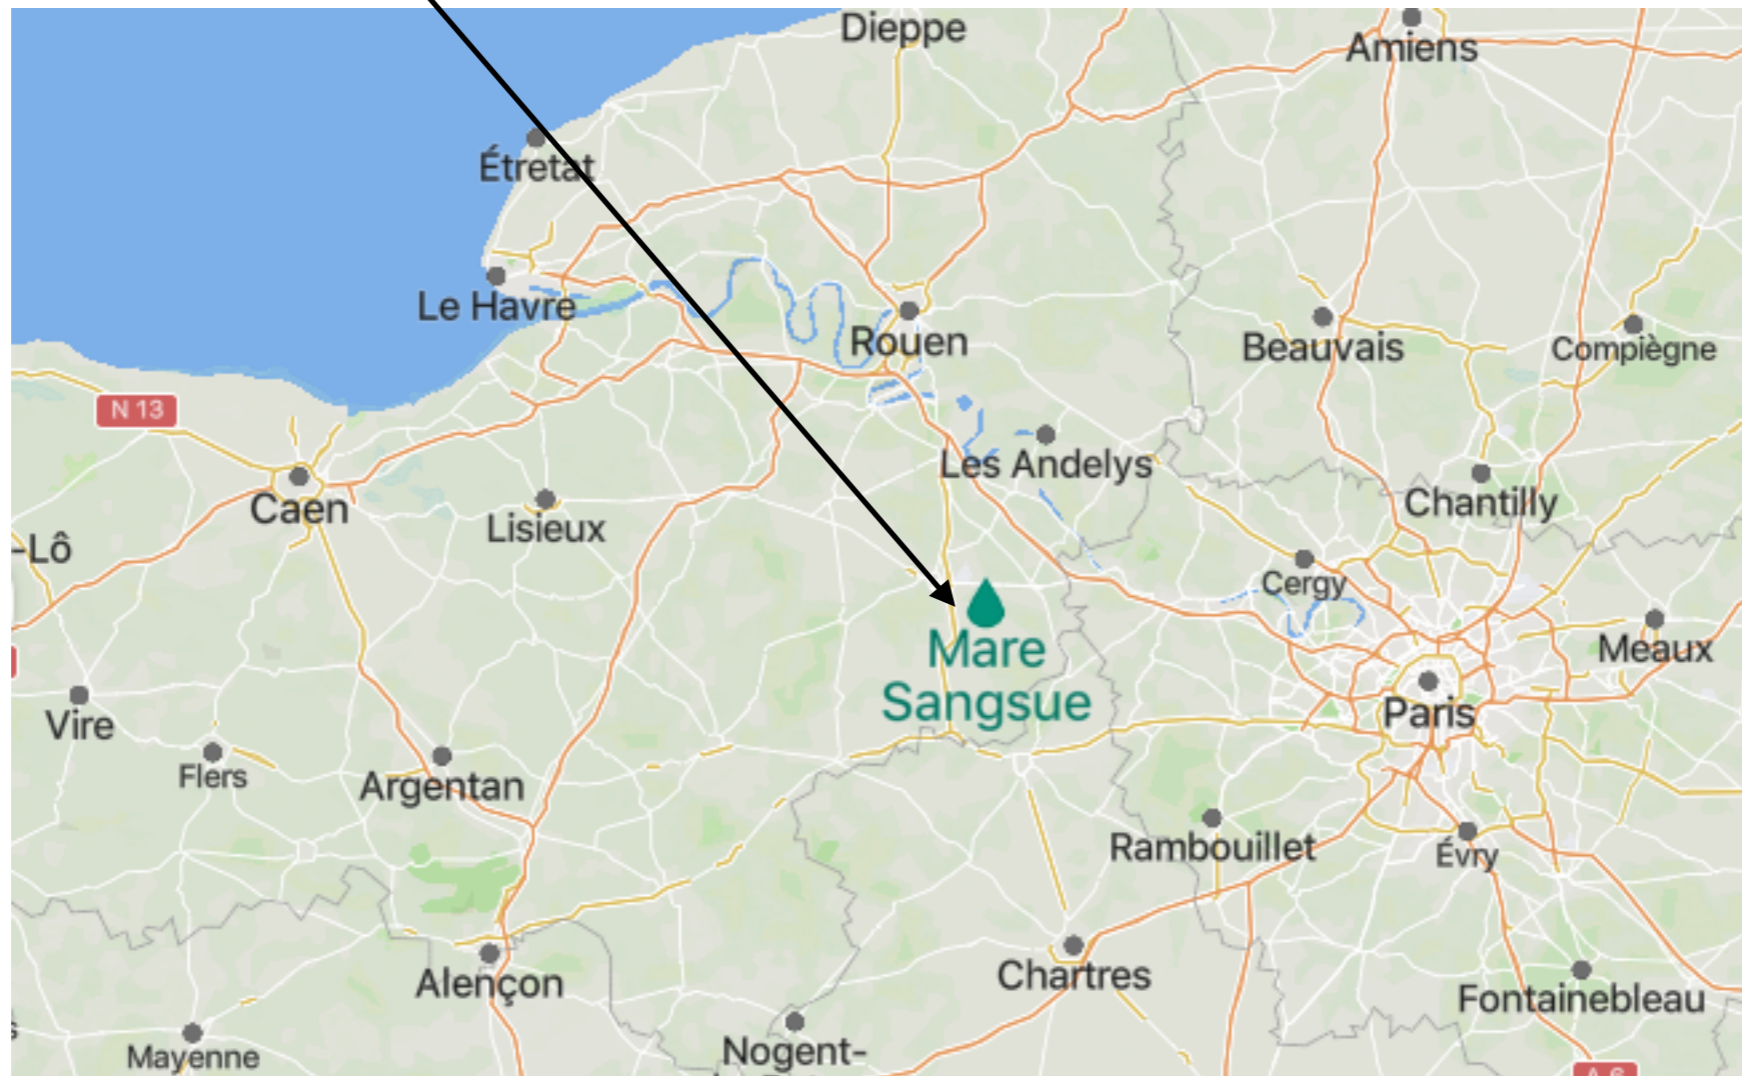 Dieppe
Amiens
Étretat
Le Havre
Rouen
Beauvais
Compiègne
N 13
Les Andelys
Caen
Lisieux
Chantilly
-Lô
Cergy
Mare
Sangsue
Meaux
Vire
Paris
Flers
Argentan
Rambouillet
Évry
Alençon
Chartres
Fontainebleau
Mayenne
Nogent-
A 6